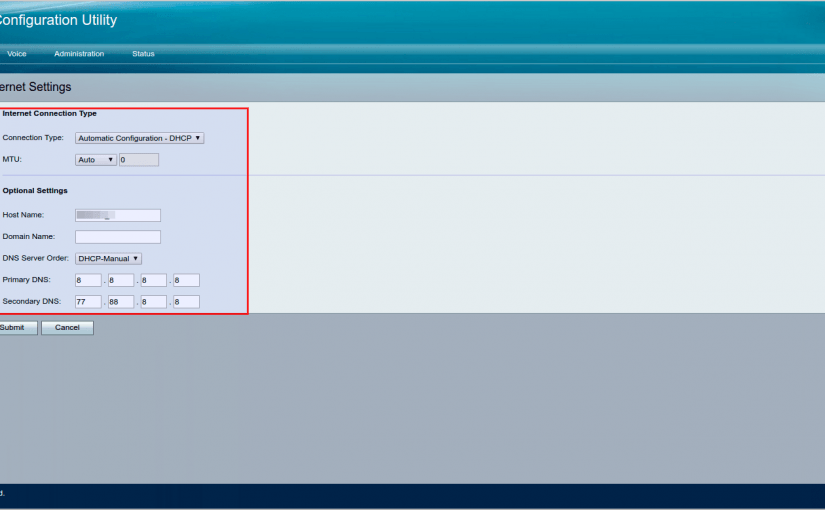 Configuration Utility
Voice Administration Status
ernet Settings
Internet Connection Type
Connection Type: Automatic Configuration - DHCP
MTU: Auto 0
Optional Settings
Host Name:
Domain Name:
DNS Server Order: DHCP-Manual
Primary DNS: 8 . 8 . 8 . 8
Secondary DNS: 77 . 88 . 8 . 8
Submit Cancel
d.